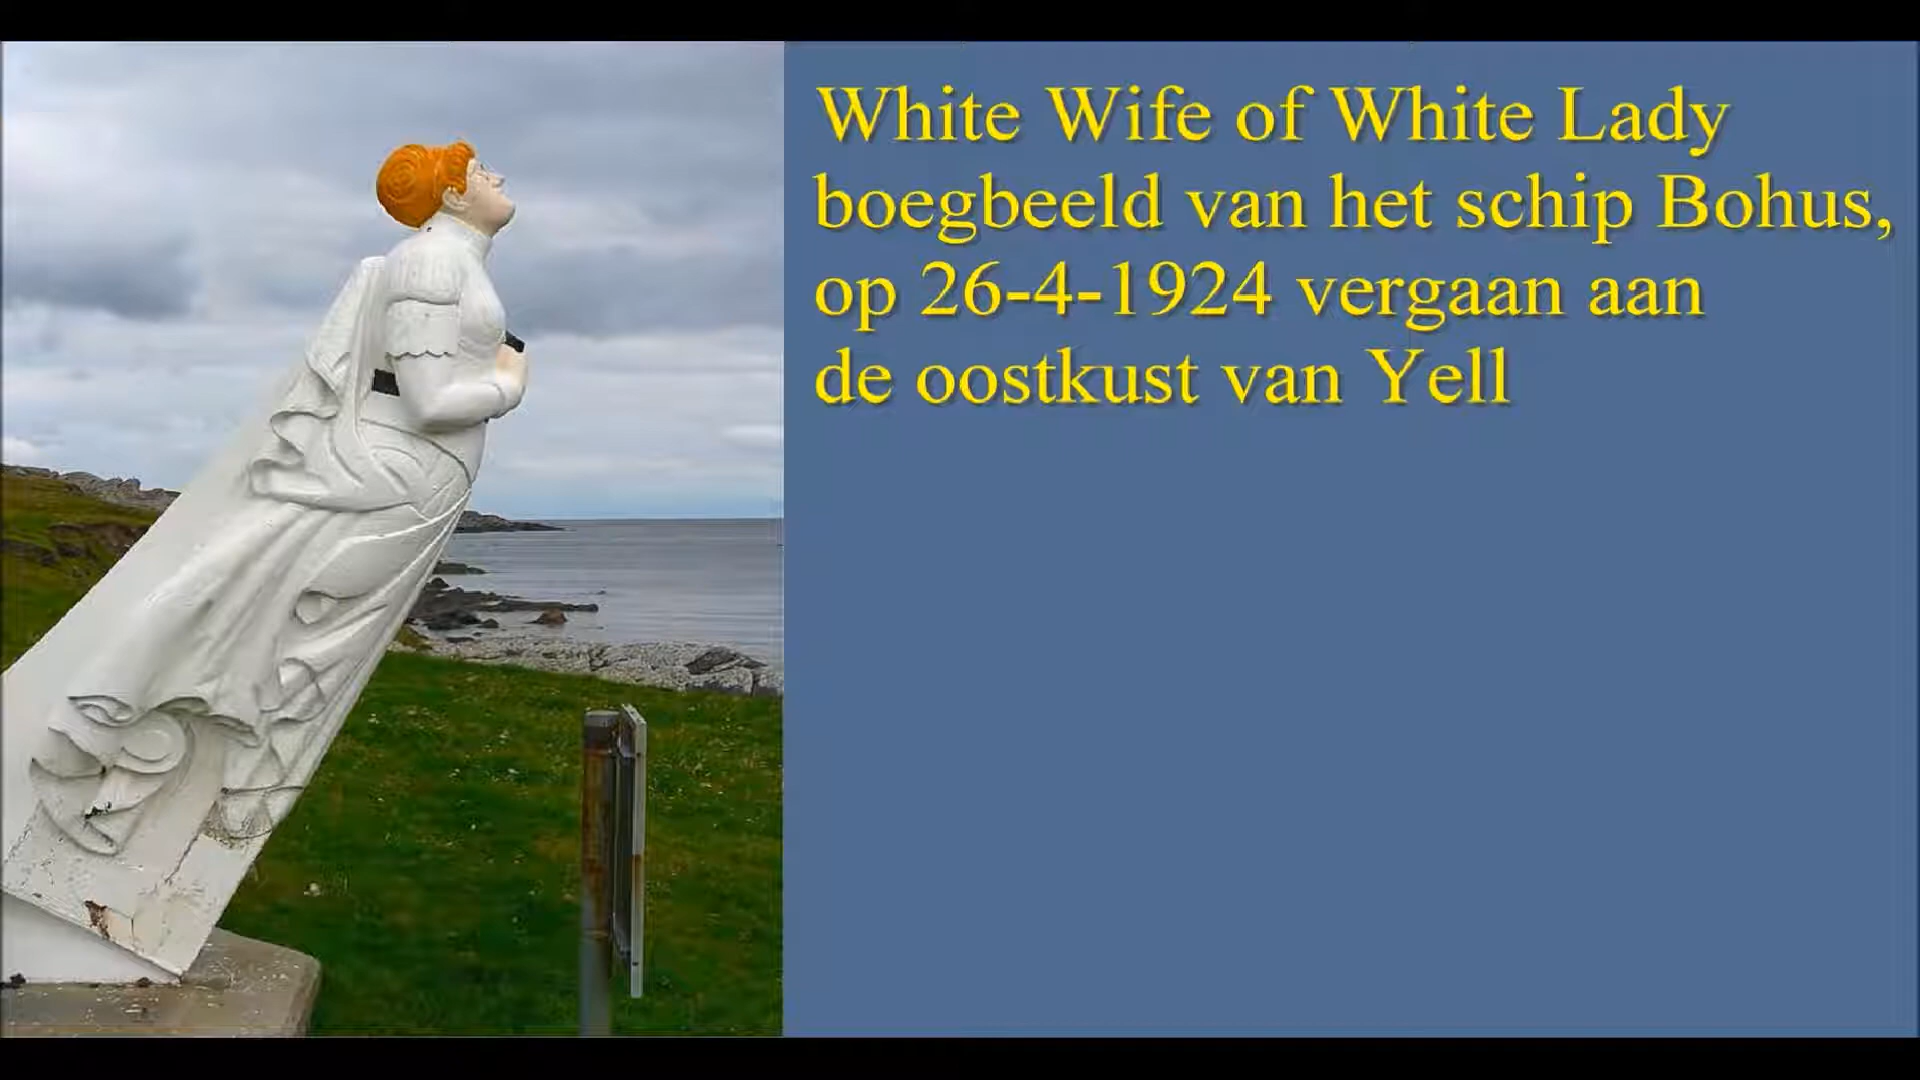 White Wife of White Lady
boegbeeld van het schip Bohus,
op 26-4-1924 vergaan aan
de oostkust van Yell